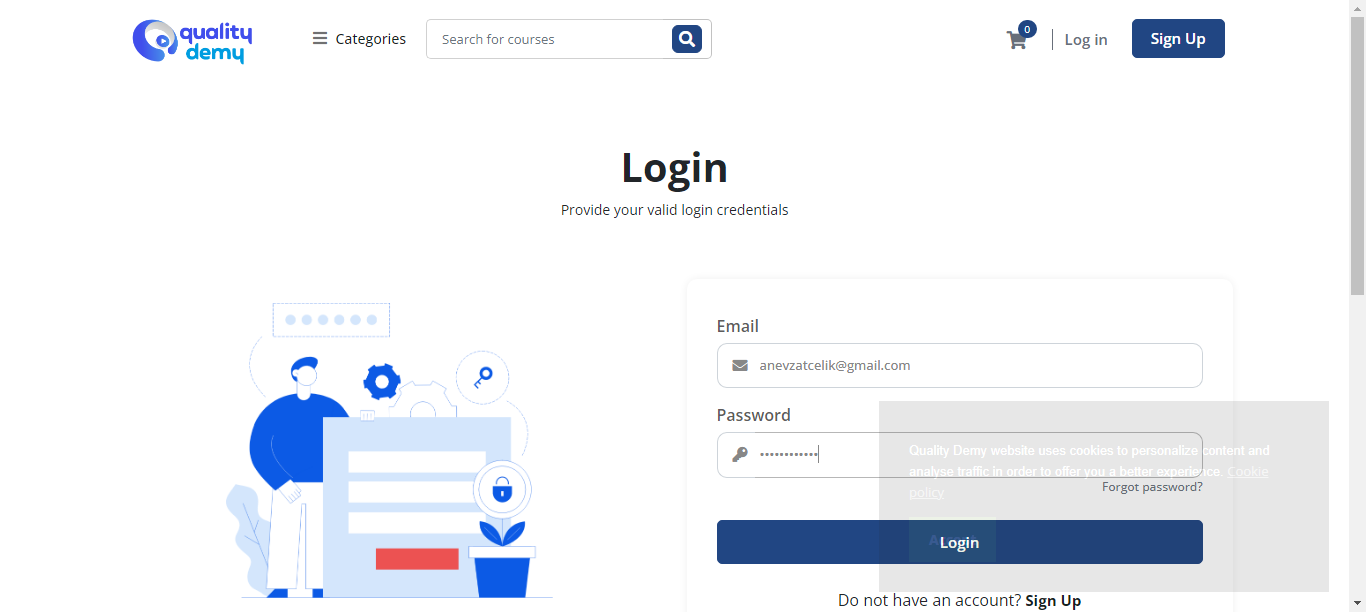 quality
demy
Categories
Search for courses
0
Log in
Sign Up
Login
Provide your valid login credentials
Email
anevzatcelik@gmail.com
Password
••••••••••••
Quality Demy website uses cookies to personalize content and
analyse traffic in order to offer you a better experience. Cookie
policy
Forgot password?
Login
Do not have an account? Sign Up